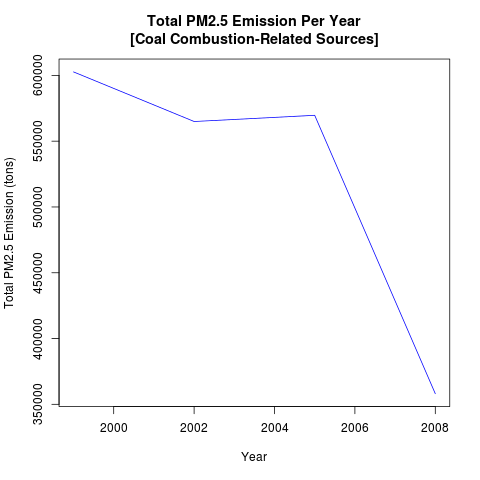 Total PM2.5 Emission Per Year
[Coal Combustion-Related Sources]
Total PM2.5 Emission (tons)
600000
550000
500000
450000
400000
350000
2000
2002
2004
2006
2008
Year